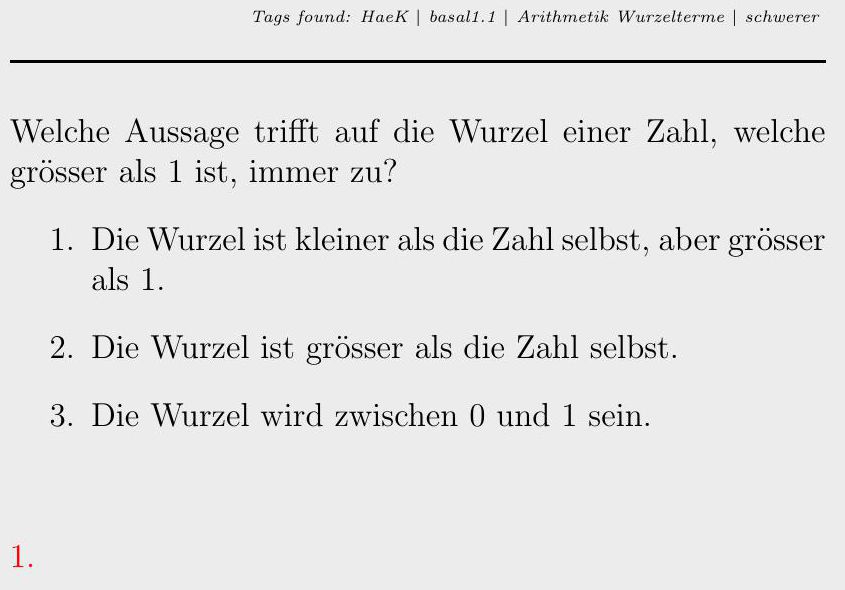 Tags found: HaeK | basal1.1 | Arithmetik Wurzelterme | schwerer
Welche Aussage trifft auf die Wurzel einer Zahl, welche
grösser als 1 ist, immer zu?
1. Die Wurzel ist kleiner als die Zahl selbst, aber grösser
als 1.
2. Die Wurzel ist grösser als die Zahl selbst.
3. Die Wurzel wird zwischen 0 und 1 sein.
1.